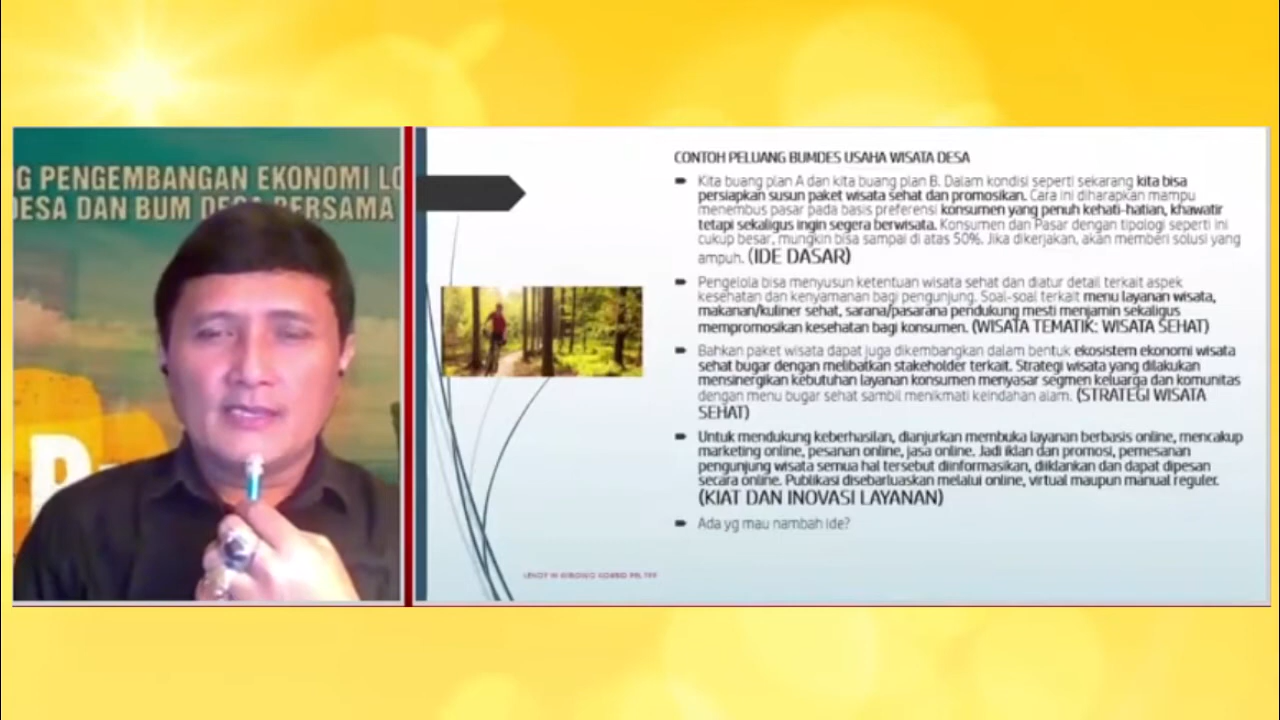 G PENGEMBANGAN EKONOMI LO
DESA DAN BUM DESA BERSAMA
CONTOH PELUANG BUMDES USAHA WISATA DESA
Kita buang plan A dan kita buang plan B. Dalam kondisi seperti sekarang kita bisa
persiapkan susun paket wisata sehat dan promosikan. Cara ini diharapkan mampu
menembus pasar pada basis preferensi konsumen yang penuh kehati-hatian, khawatir
tetapi sekaligus ingin segera berwisata. Konsumen dan Pasar dengan tipologi seperti ini
cukup besar, mungkin bisa sampai di atas 50%. Jika dikerjakan, akan memberi solusi yang
ampuh. (IDE DASAR)
Pengelola bisa menyusun ketentuan wisata sehat dan diatur detail terkait aspek
kesehatan dan kenyamanan bagi pengunjung. Soal-soal terkait menu layanan wisata,
makanan/kuliner sehat, sarana/pasarana pendukung mesti menjamin sekaligus
mempromosikan kesehatan bagi konsumen. (WISATA TEMATIK: WISATA SEHAT)
Bahkan paket wisata dapat juga dikembangkan dalam bentuk ekosistem ekonomi wisata
sehat bugar dengan melibatkan stakeholder terkait. Strategi wisata yang dilakukan
mensinergikan kebutuhan layanan konsumen menyasar segmen keluarga dan komunitas
dengan menu bugar sehat sambil menikmati keindahan alam. (STRATEGI WISATA
SEHAT)
Untuk mendukung keberhasilan, dianjurkan membuka layanan berbasis online, mencakup
marketing online, pesanan online, jasa online. Jadi iklan dan promosi, pemesanan
pengunjung wisata semua hal tersebut diinformasikan, diiklankan dan dapat dipesan
secara online. Publikasi disebarluaskan melalui online, virtual maupun manual reguler.
(KIAT DAN INOVASI LAYANAN)
Ada yg mau nambah ide?